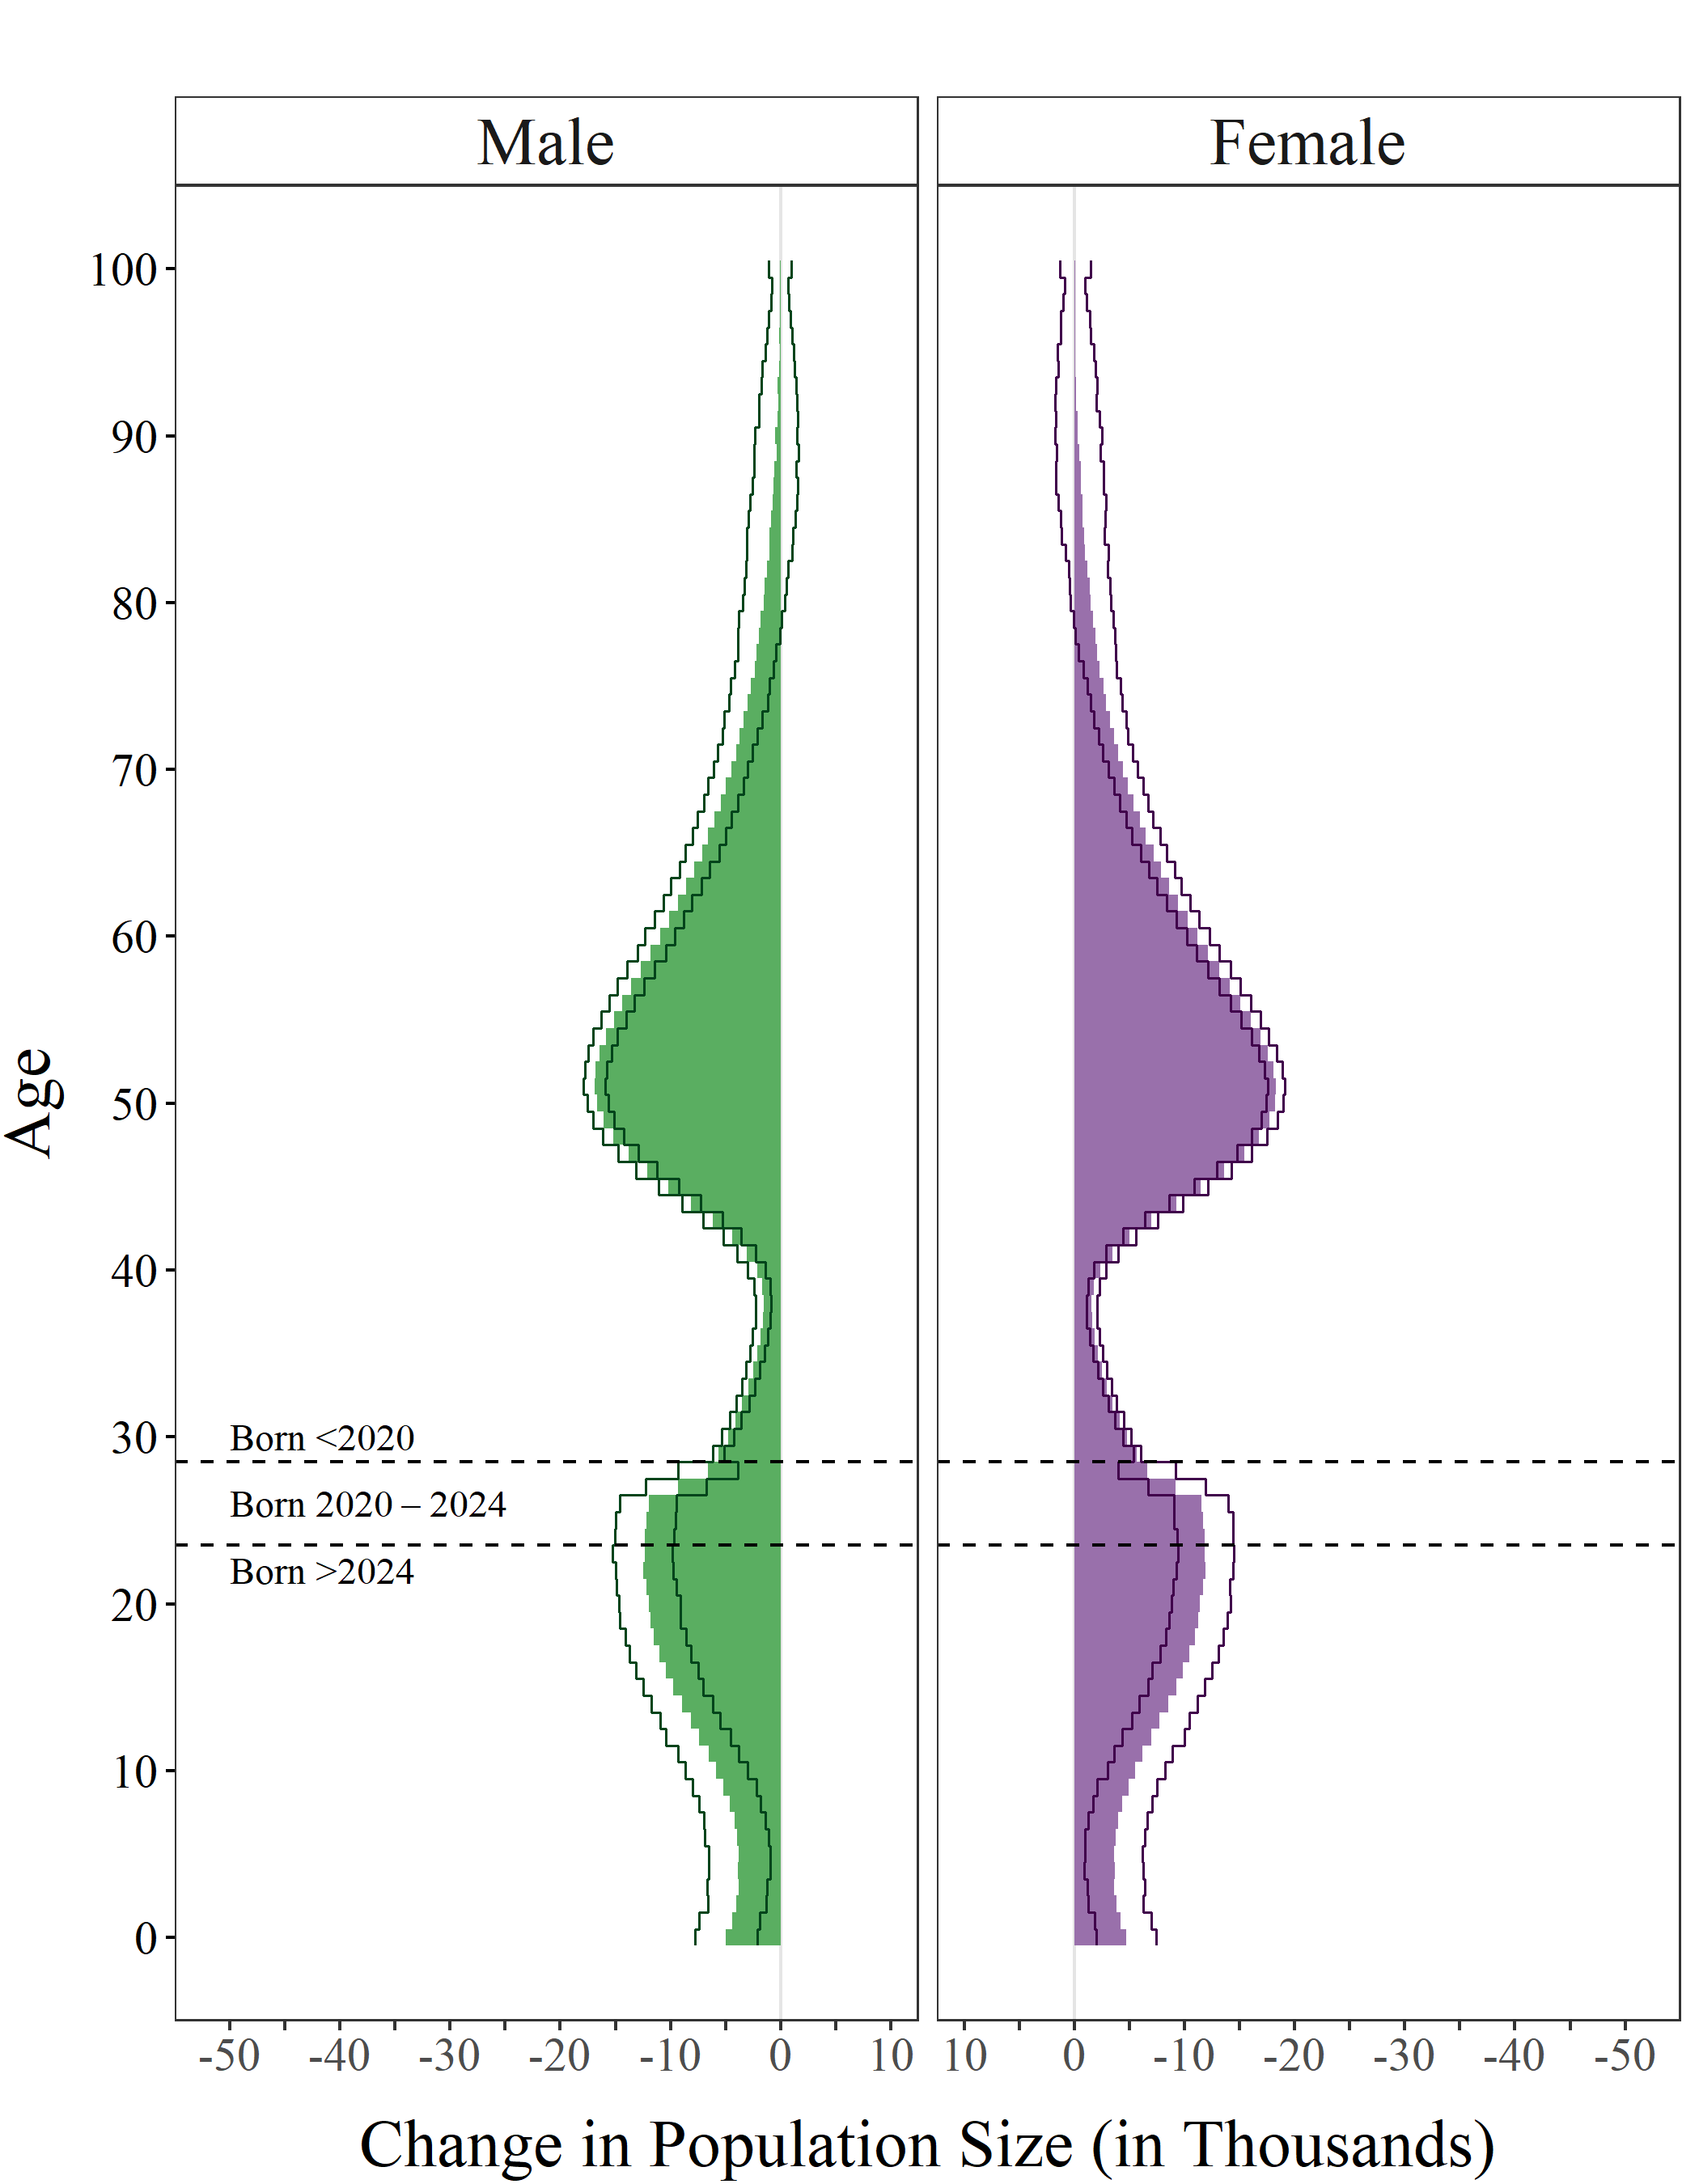 Male Female
100
90
80
70
60
50
40
30
20
10
0
Age
Born <2020
Born 2020 – 2024
Born >2024
-50 -40 -30 -20 -10 0 10 10 0 -10 -20 -30 -40 -50
Change in Population Size (in Thousands)